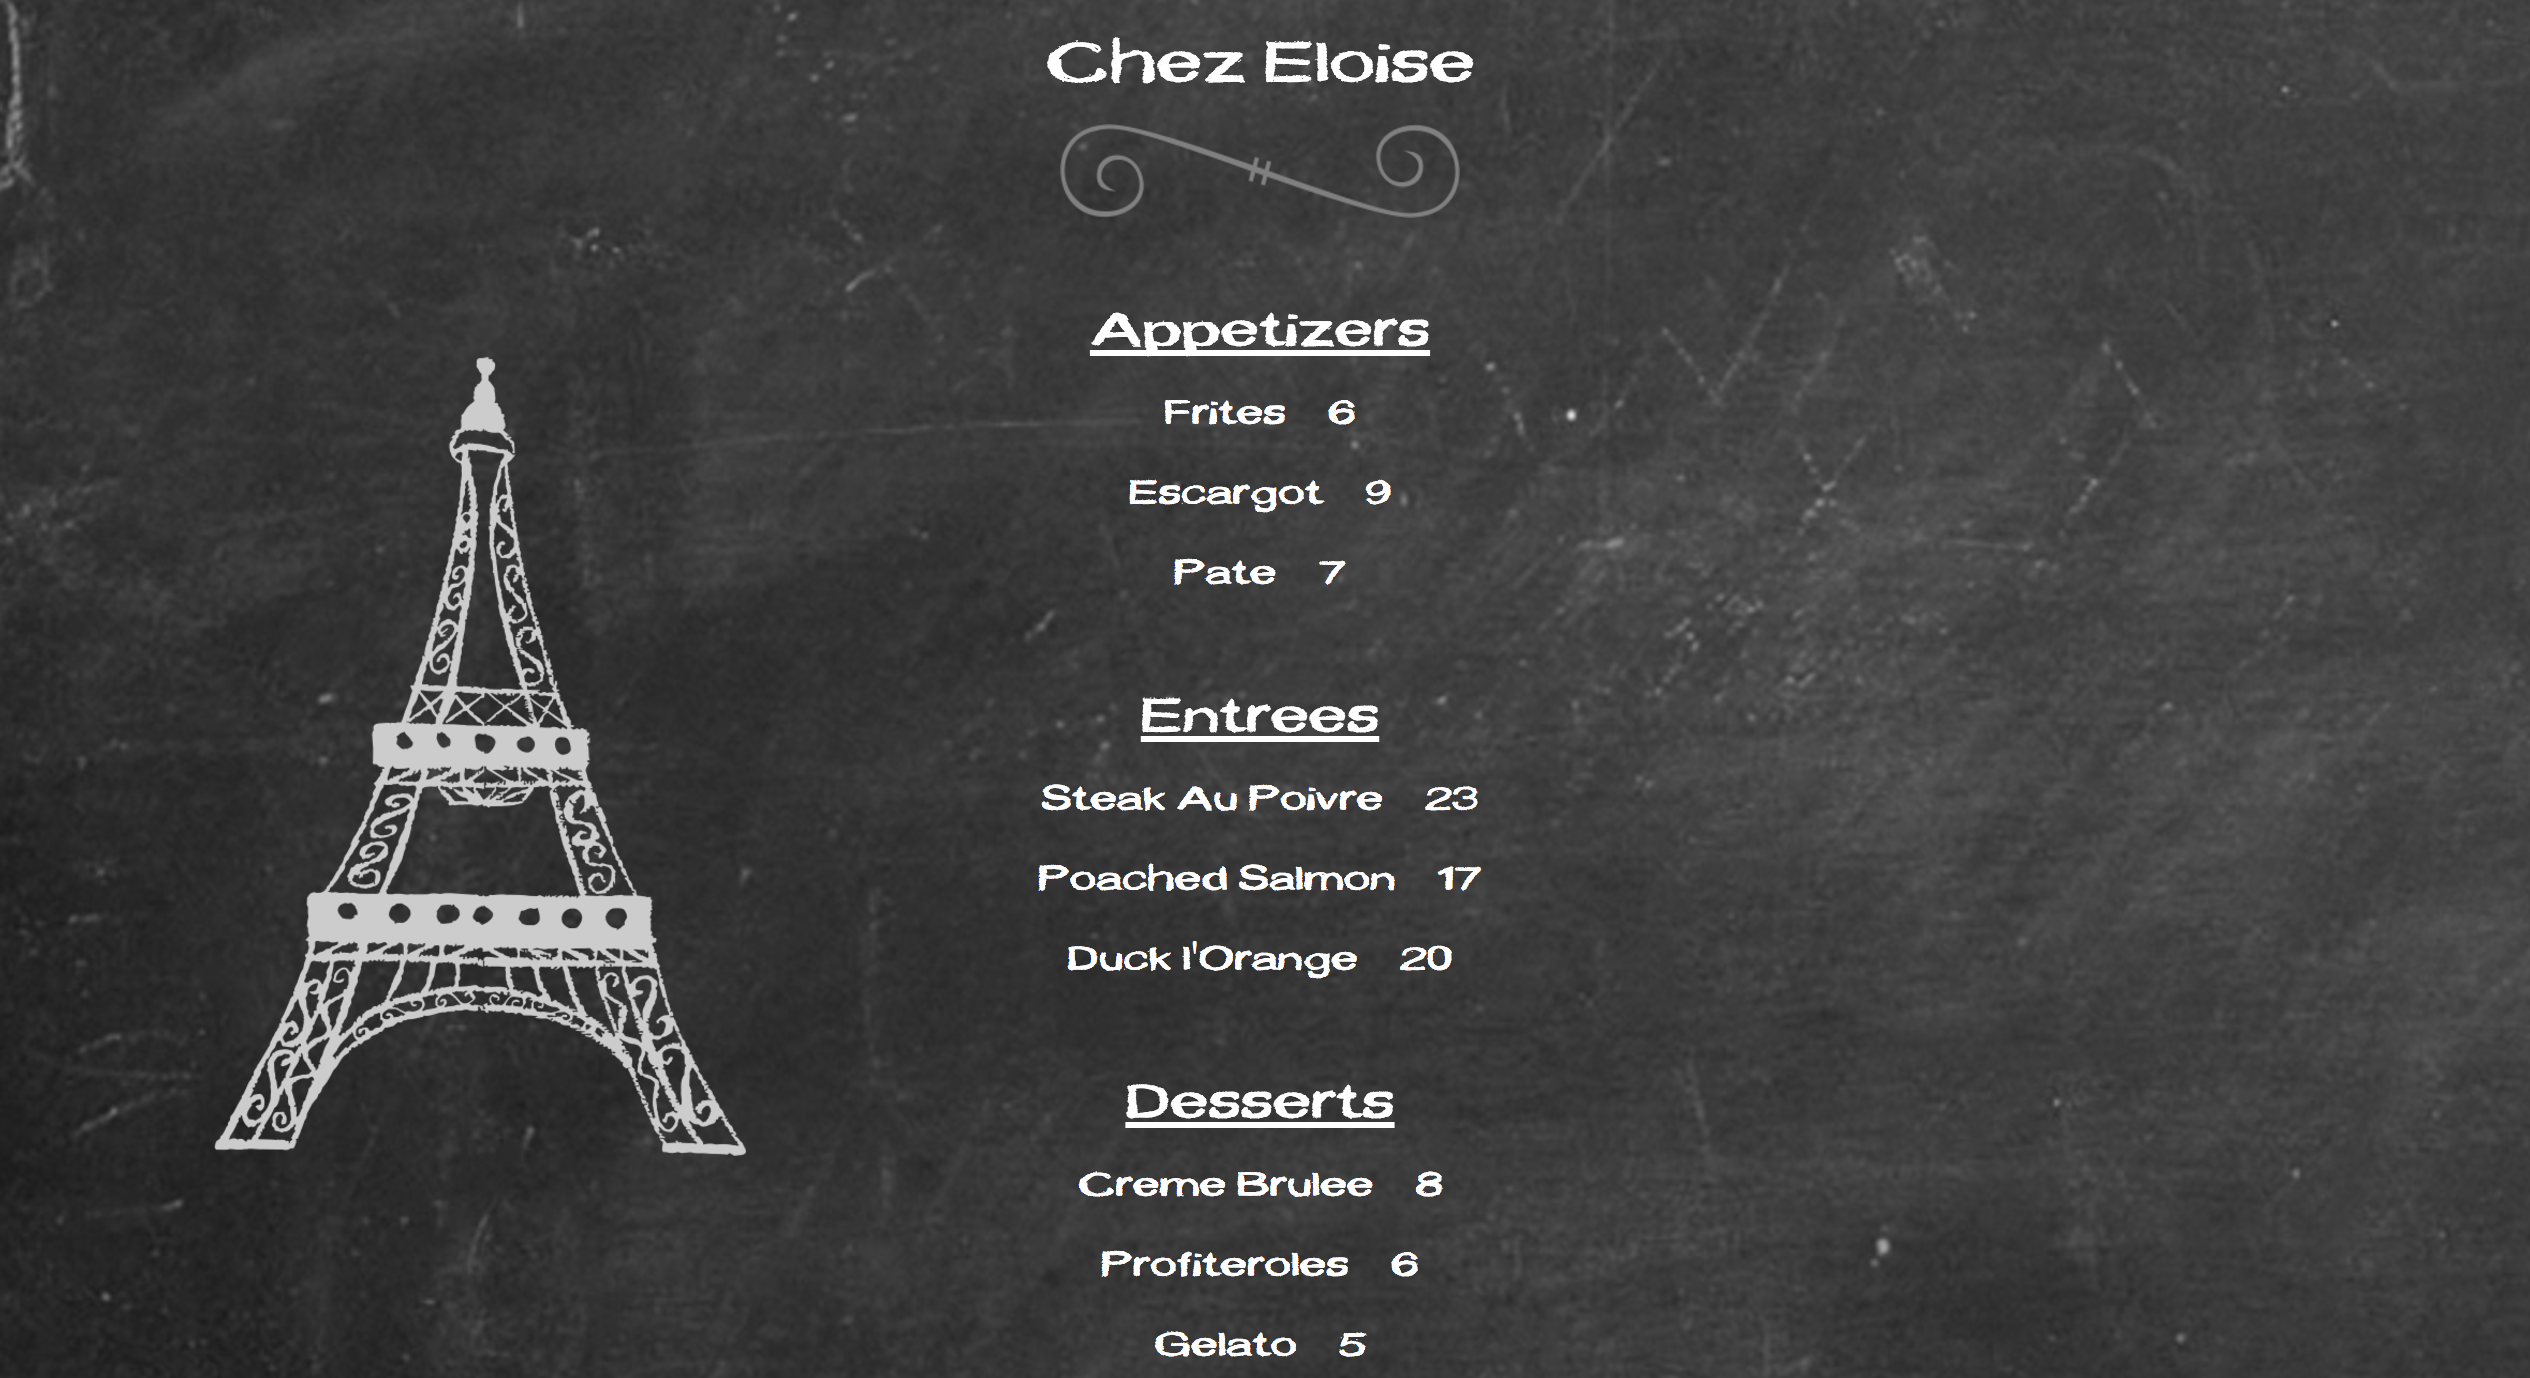 Chez Eloise
Appetizers
Frites 6
Escargot 9
Pate 7
Entrees
Steak Au Poivre 23
Poached Salmon 17
Duck l'Orange 20
Desserts
Creme Brulee 8
Profiteroles 6
Gelato 5